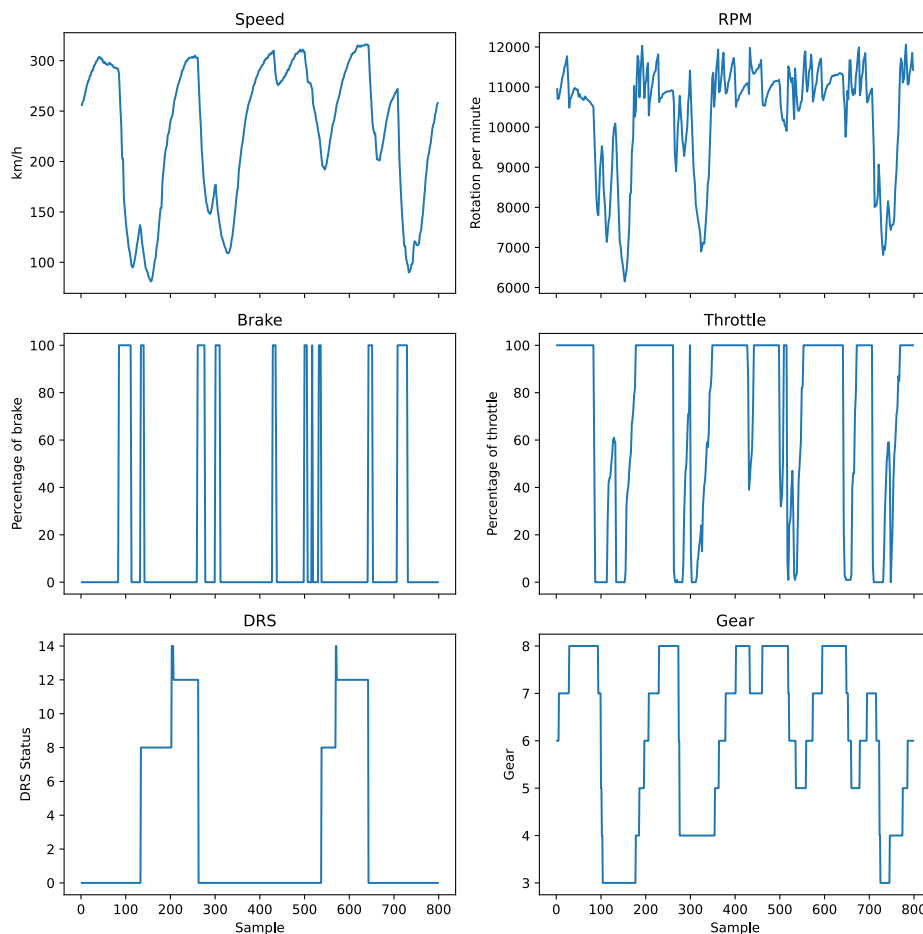 Speed
km/h
300
250
200
150
100
RPM
Rotation per minute
12000
11000
10000
9000
8000
7000
6000
Brake
Percentage of brake
100
80
60
40
20
0
Throttle
Percentage of throttle
100
80
60
40
20
0
DRS
DRS Status
14
12
10
8
6
4
2
0
0 100 200 300 400 500 600 700 800
Sample
Gear
Gear
8
7
6
5
4
3
0 100 200 300 400 500 600 700 800
Sample